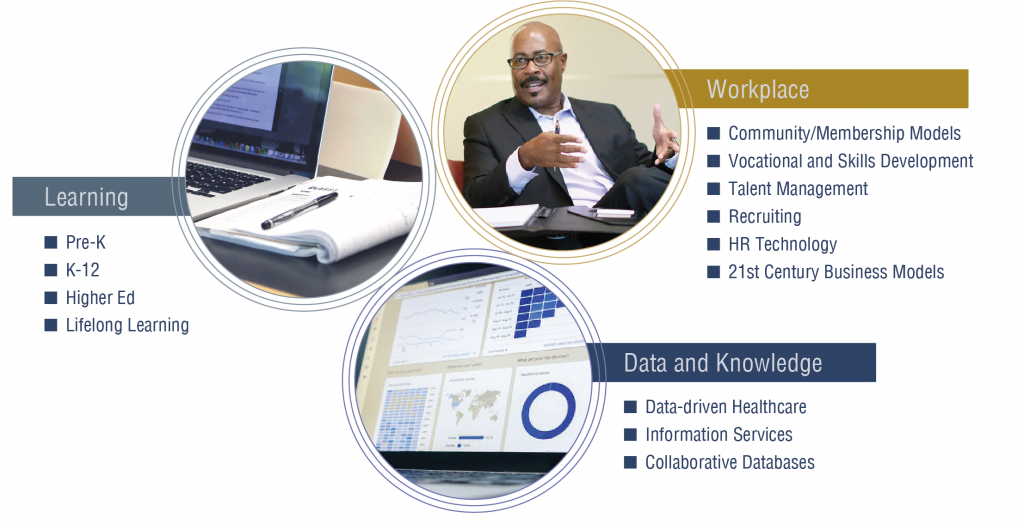 Learning
Pre-K
K-12
Higher Ed
Lifelong Learning
Workplace
Community/Membership Models
Vocational and Skills Development
Talent Management
Recruiting
HR Technology
21st Century Business Models
Data and Knowledge
Data-driven Healthcare
Information Services
Collaborative Databases